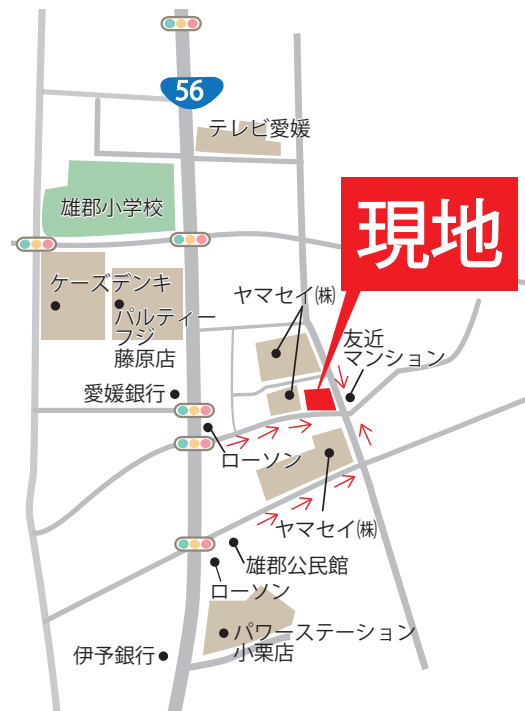 56
テレビ愛媛
雄郡小学校
現地
ケーズデンキ
パルティー
フジ
藤原店
ヤマセイ㈱
友近
マンション
愛媛銀行
ローソン
ヤマセイ㈱
雄郡公民館
ローソン
パワーステーション
小栗店
伊予銀行